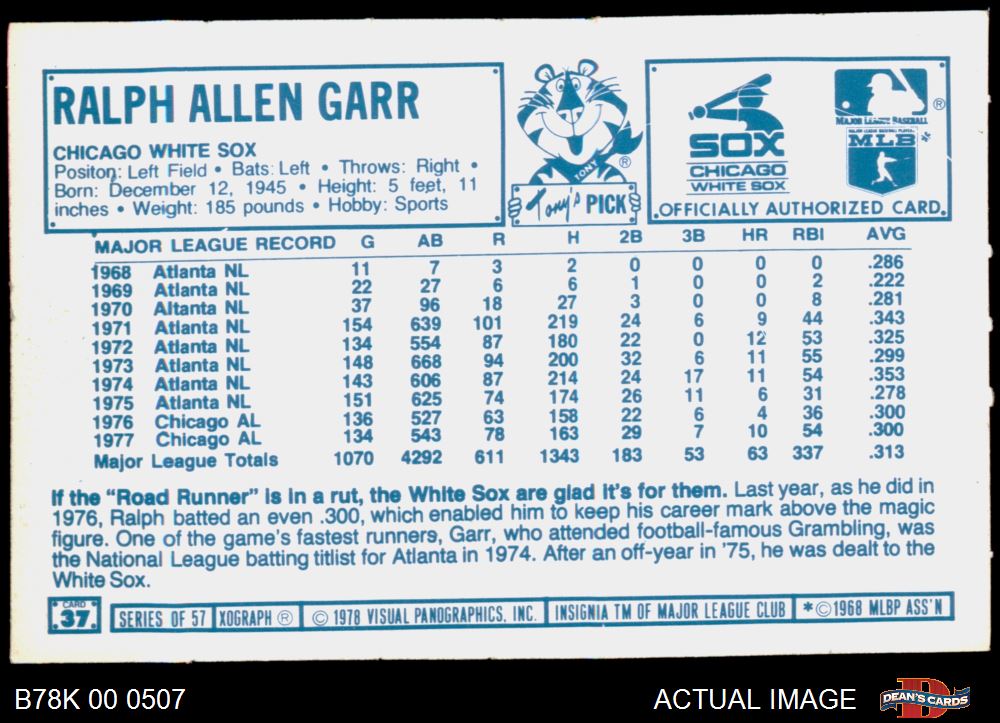 RALPH ALLEN GARR
CHICAGO WHITE SOX
Positon: Left Field • Bats: Left • Throws: Right •
Born: December 12, 1945 • Height: 5 feet, 11
inches • Weight: 185 pounds • Hobby: Sports
TONY
®
Tony's PICK
SOX
CHICAGO
WHITE SOX
®
MAJOR LEAGUE BASEBALL
MAJOR LEAGUE BASEBALL PLAYERS
MLB
*
OFFICIALLY AUTHORIZED CARD
MAJOR LEAGUE RECORD G AB R H 2B 3B HR RBI AVG
1968 Atlanta NL 11 7 3 2 0 0 0 0 .286
1969 Atlanta NL 22 27 6 6 1 0 0 2 .222
1970 Altanta NL 37 96 18 27 3 0 0 8 .281
1971 Atlanta NL 154 639 101 219 24 6 9 44 .343
1972 Atlanta NL 134 554 87 180 22 0 12 53 .325
1973 Atlanta NL 148 668 94 200 32 6 11 55 .299
1974 Atlanta NL 143 606 87 214 24 17 11 54 .353
1975 Atlanta NL 151 625 74 174 26 11 6 31 .278
1976 Chicago AL 136 527 63 158 22 6 4 36 .300
1977 Chicago AL 134 543 78 163 29 7 10 54 .300
Major League Totals 1070 4292 611 1343 183 53 63 337 .313
If the "Road Runner" is in a rut, the White Sox are glad it's for them. Last year, as he did in
1976, Ralph batted an even .300, which enabled him to keep his career mark above the magic
figure. One of the game's fastest runners, Garr, who attended football-famous Grambling, was
the National League batting titlist for Atlanta in 1974. After an off-year in '75, he was dealt to the
White Sox.
CARD
37
SERIES OF 57 XOGRAPH ® © 1978 VISUAL PANOGRAPHICS, INC. INSIGNIA TM OF MAJOR LEAGUE CLUB *©1968 MLBP ASS'N
B78K 00 0507 ACTUAL IMAGE DEAN'S CARDS